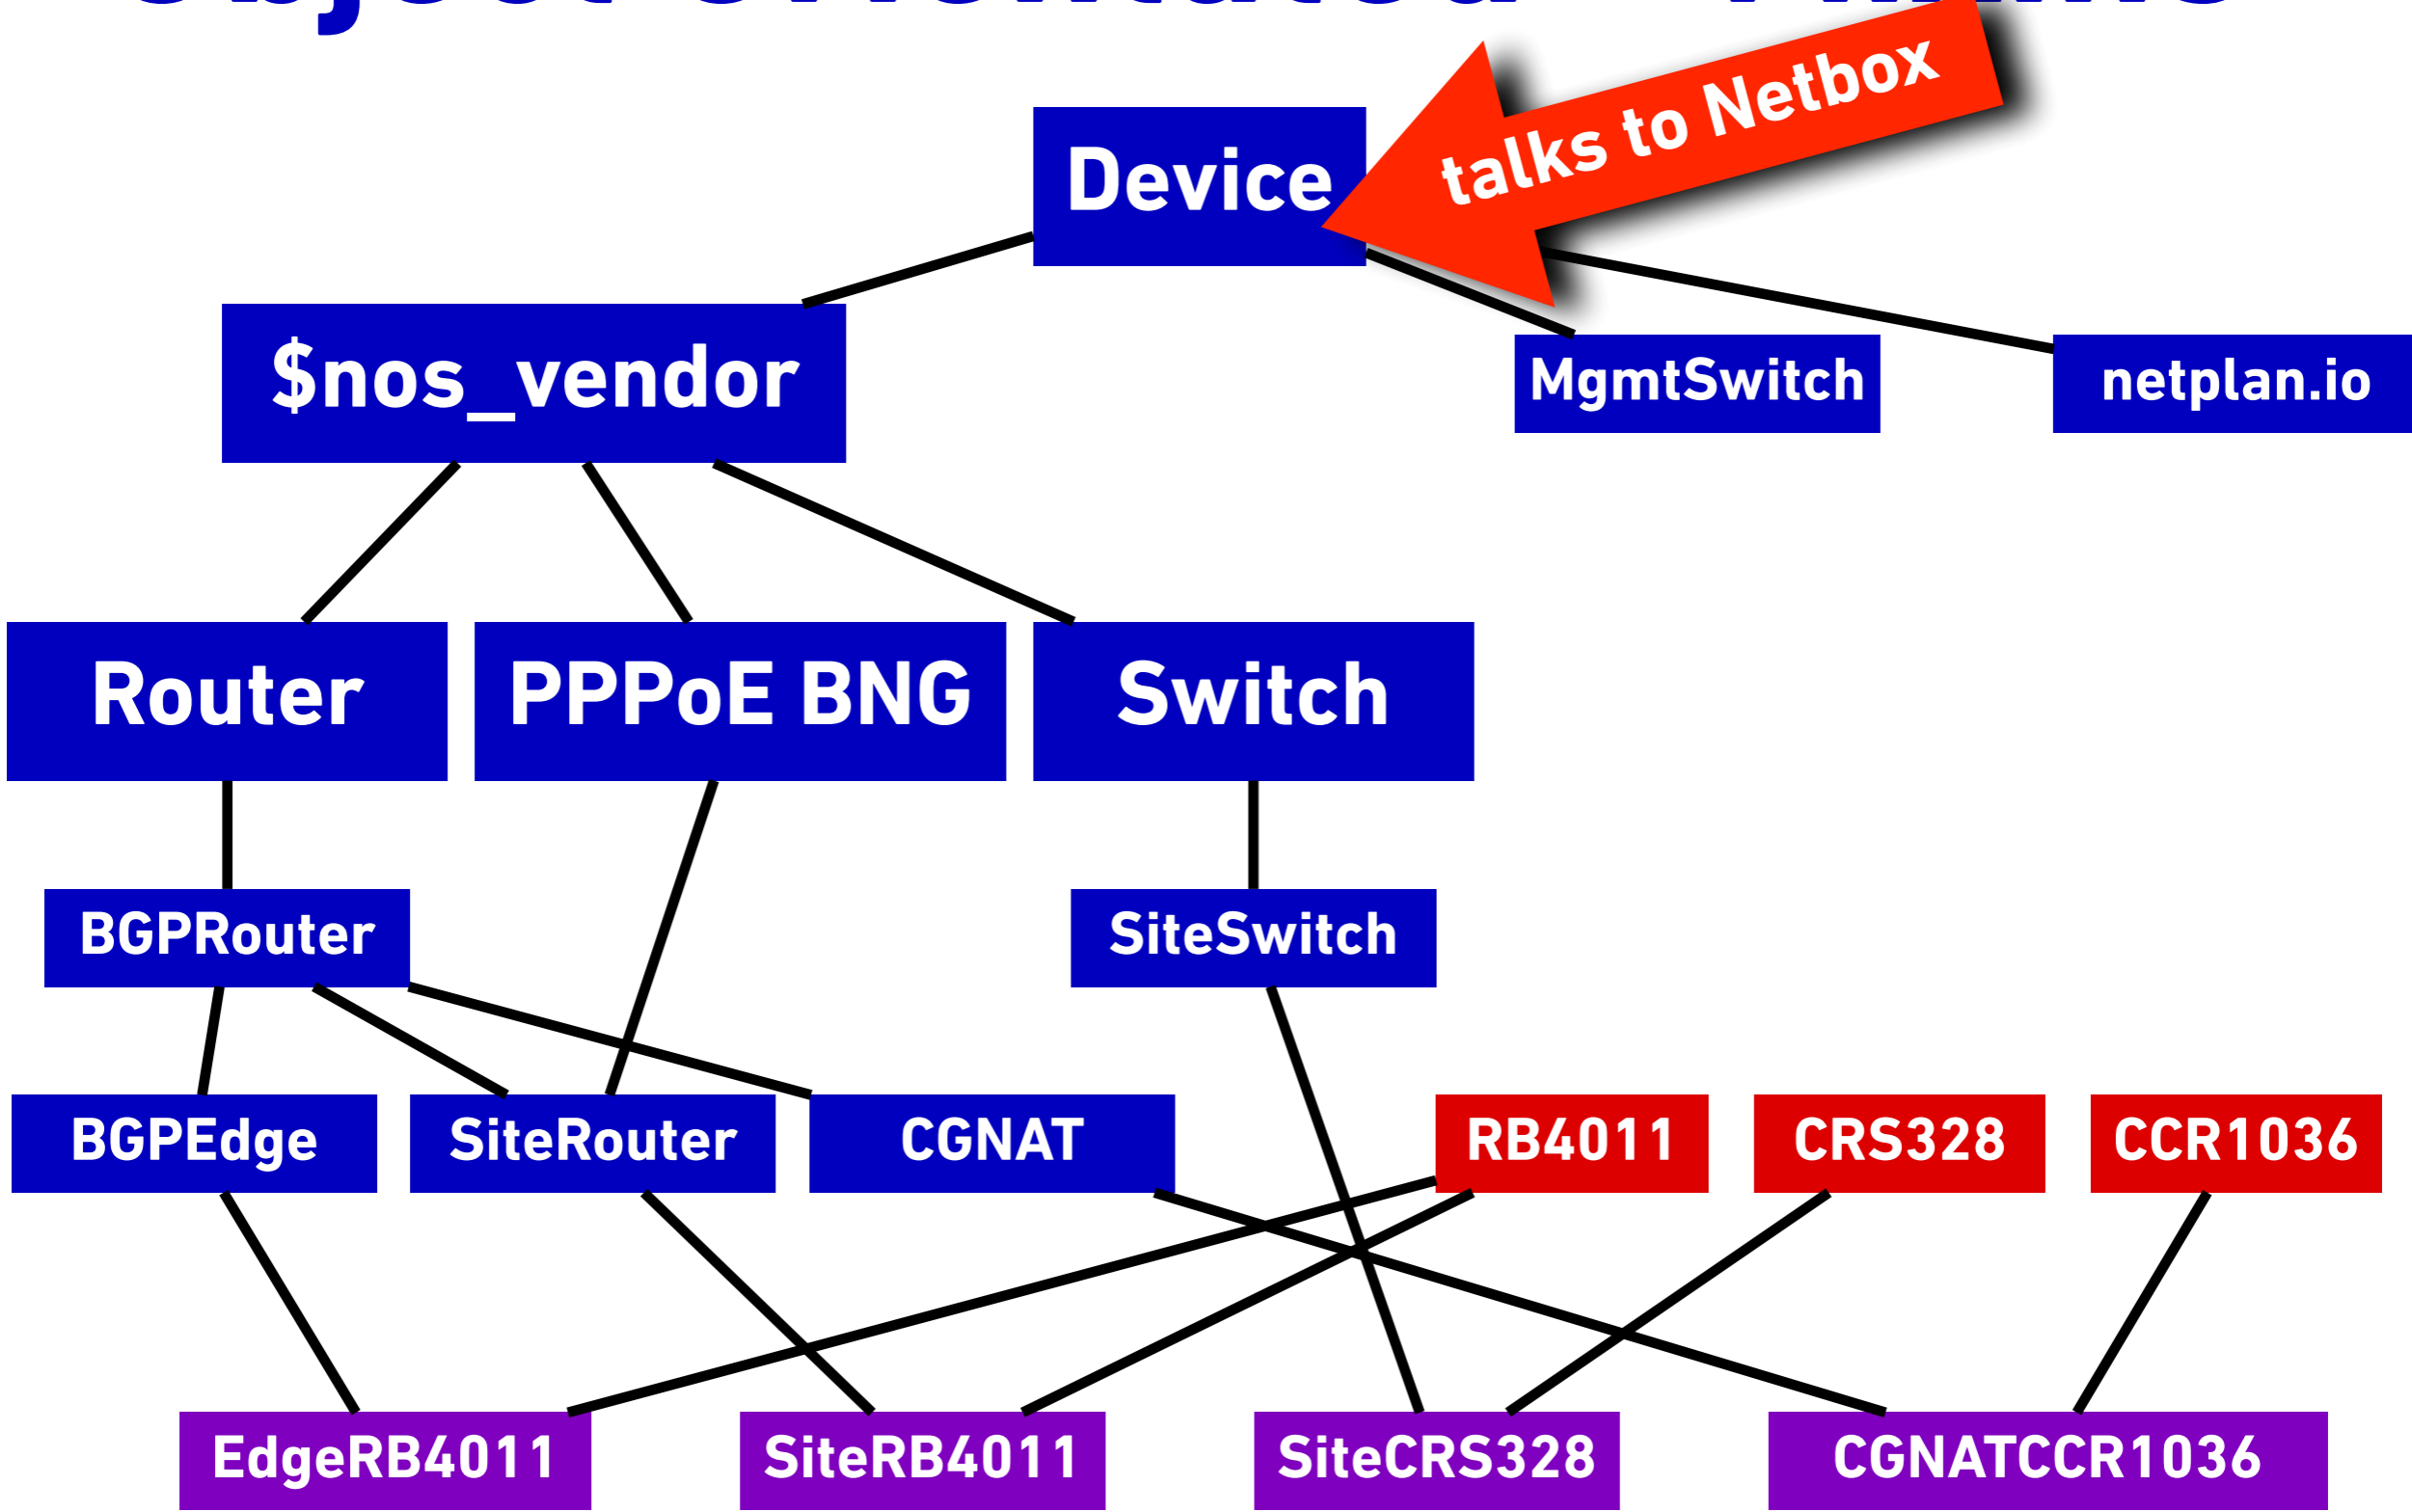 talks to Netbox
Device
$nos_vendor
MgmtSwitch
netplan.io
Router
PPPoE BNG
Switch
BGPRouter
SiteSwitch
BGPEdge
SiteRouter
CGNAT
RB4011
CRS328
CCR1036
EdgeRB4011
SiteRB4011
SiteCRS328
CGNATCCR1036